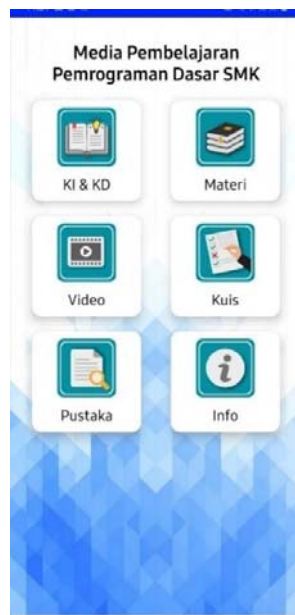 Media Pembelajaran
Pemrograman Dasar SMK
KI & KD
Materi
Video
Kuis
Pustaka
Info